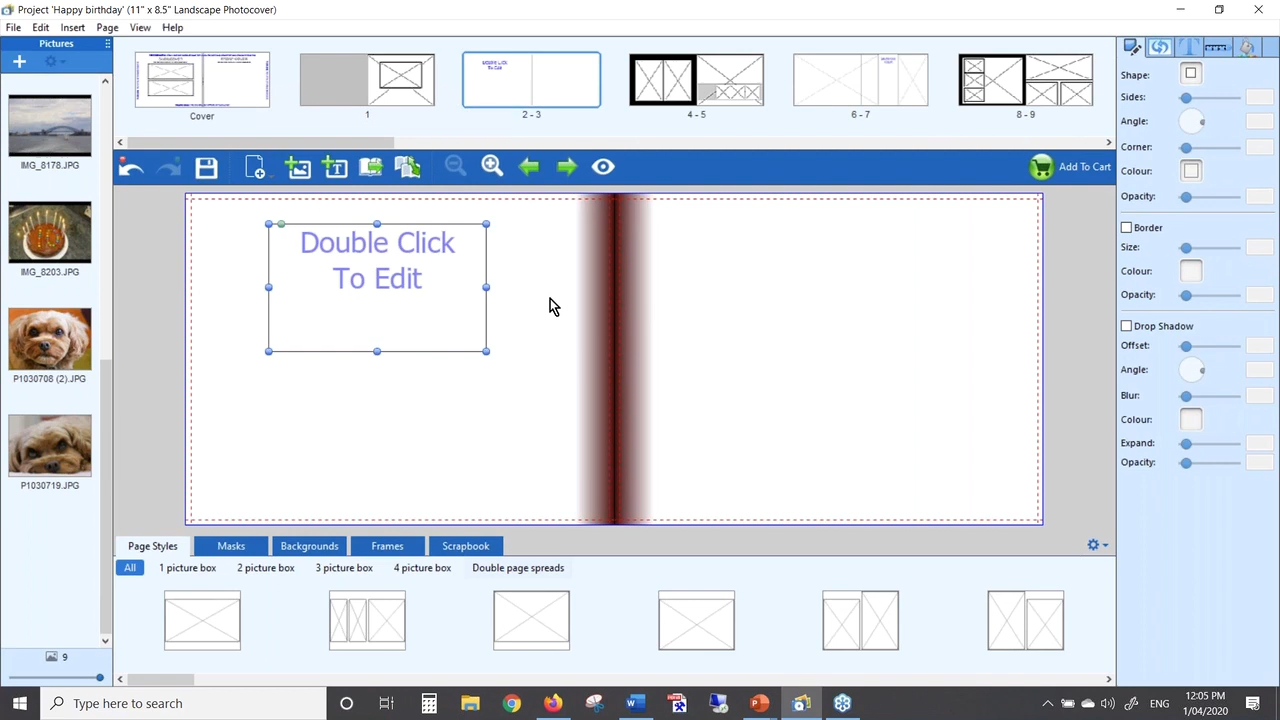 Project 'Happy birthday' (11" x 8.5" Landscape Photocover)
File Edit Insert Page View Help
Pictures
IMG_8178.JPG
IMG_8203.JPG
P1030708 (2).JPG
P1030719.JPG
9
Cover
1
2 - 3
4 - 5
6 - 7
8 - 9
Add To Cart
Double Click
To Edit
Shape:
Sides:
Angle:
Corner:
Colour:
Opacity:
Border
Size:
Colour:
Opacity:
Drop Shadow
Offset:
Angle:
Blur:
Colour:
Expand:
Opacity:
Page Styles Masks Backgrounds Frames Scrapbook
All 1 picture box 2 picture box 3 picture box 4 picture box Double page spreads
Type here to search
ENG
12:05 PM
1/04/2020